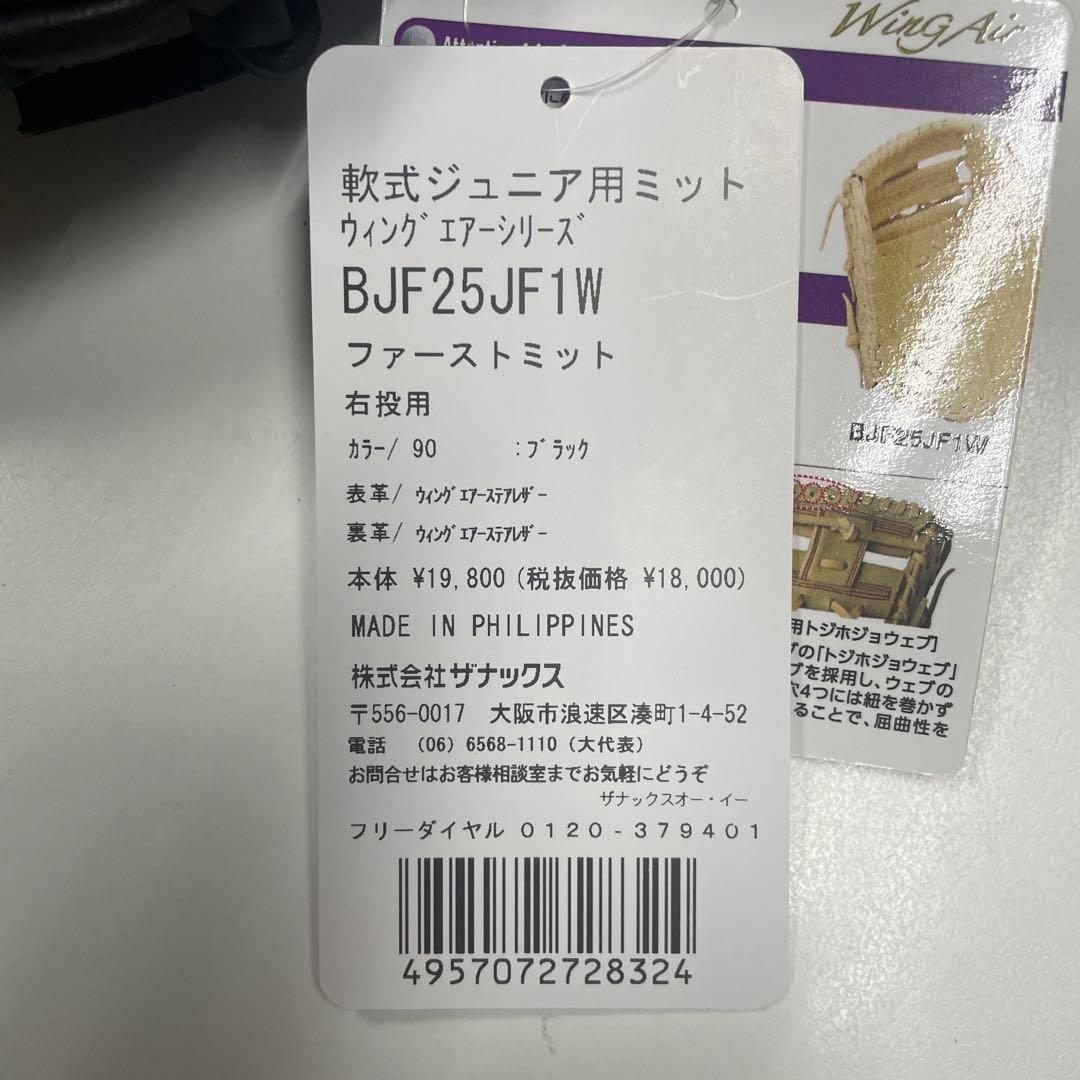 WingAir
軟式ジュニア用ミット
ウィングエアーシリーズ
BJF25JF1W
ファーストミット
右投用
カラー/ 90 :ブラック
表革/ ウィングエアーステアレザー
裏革/ ウィングエアーステアレザー
本体 ¥19,800 (税抜価格 ¥18,000)
MADE IN PHILIPPINES
株式会社ザナックス
〒556-0017 大阪市浪速区湊町1-4-52
電話 (06) 6568-1110 (大代表)
お問合せはお客様相談室までお気軽にどうぞ
ザナックスオー・イー
フリーダイヤル 0120-379401
4957072728324
BJF25JF1W
用トジホジョウェブ]
の「トジホジョウェブ」
を採用し、ウェブの
穴4つには紐を巻かず
ることで、屈曲性を